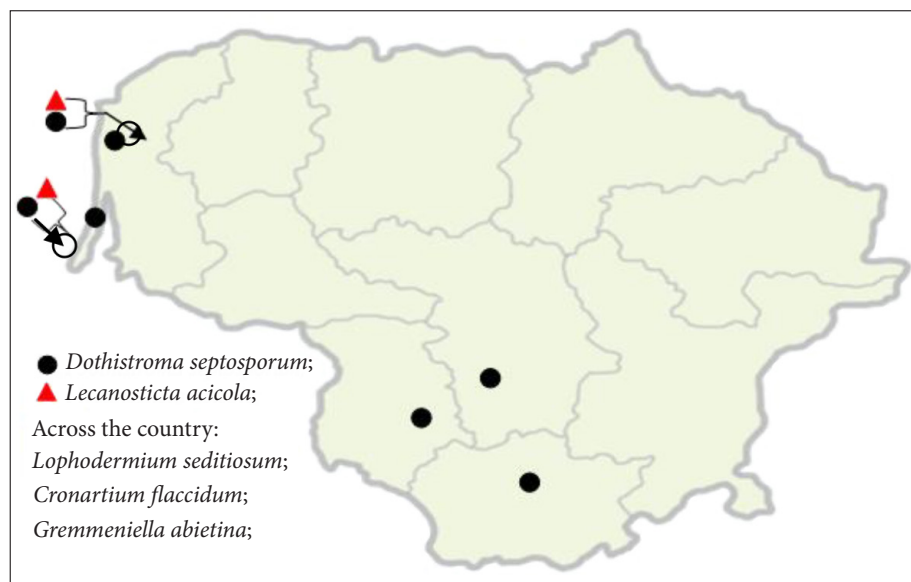 Dothistroma septosporum;
Lecanosticta acicola;
Across the country:
Lophodermium seditiosum;
Cronartium flaccidum;
Gremmeniella abietina;